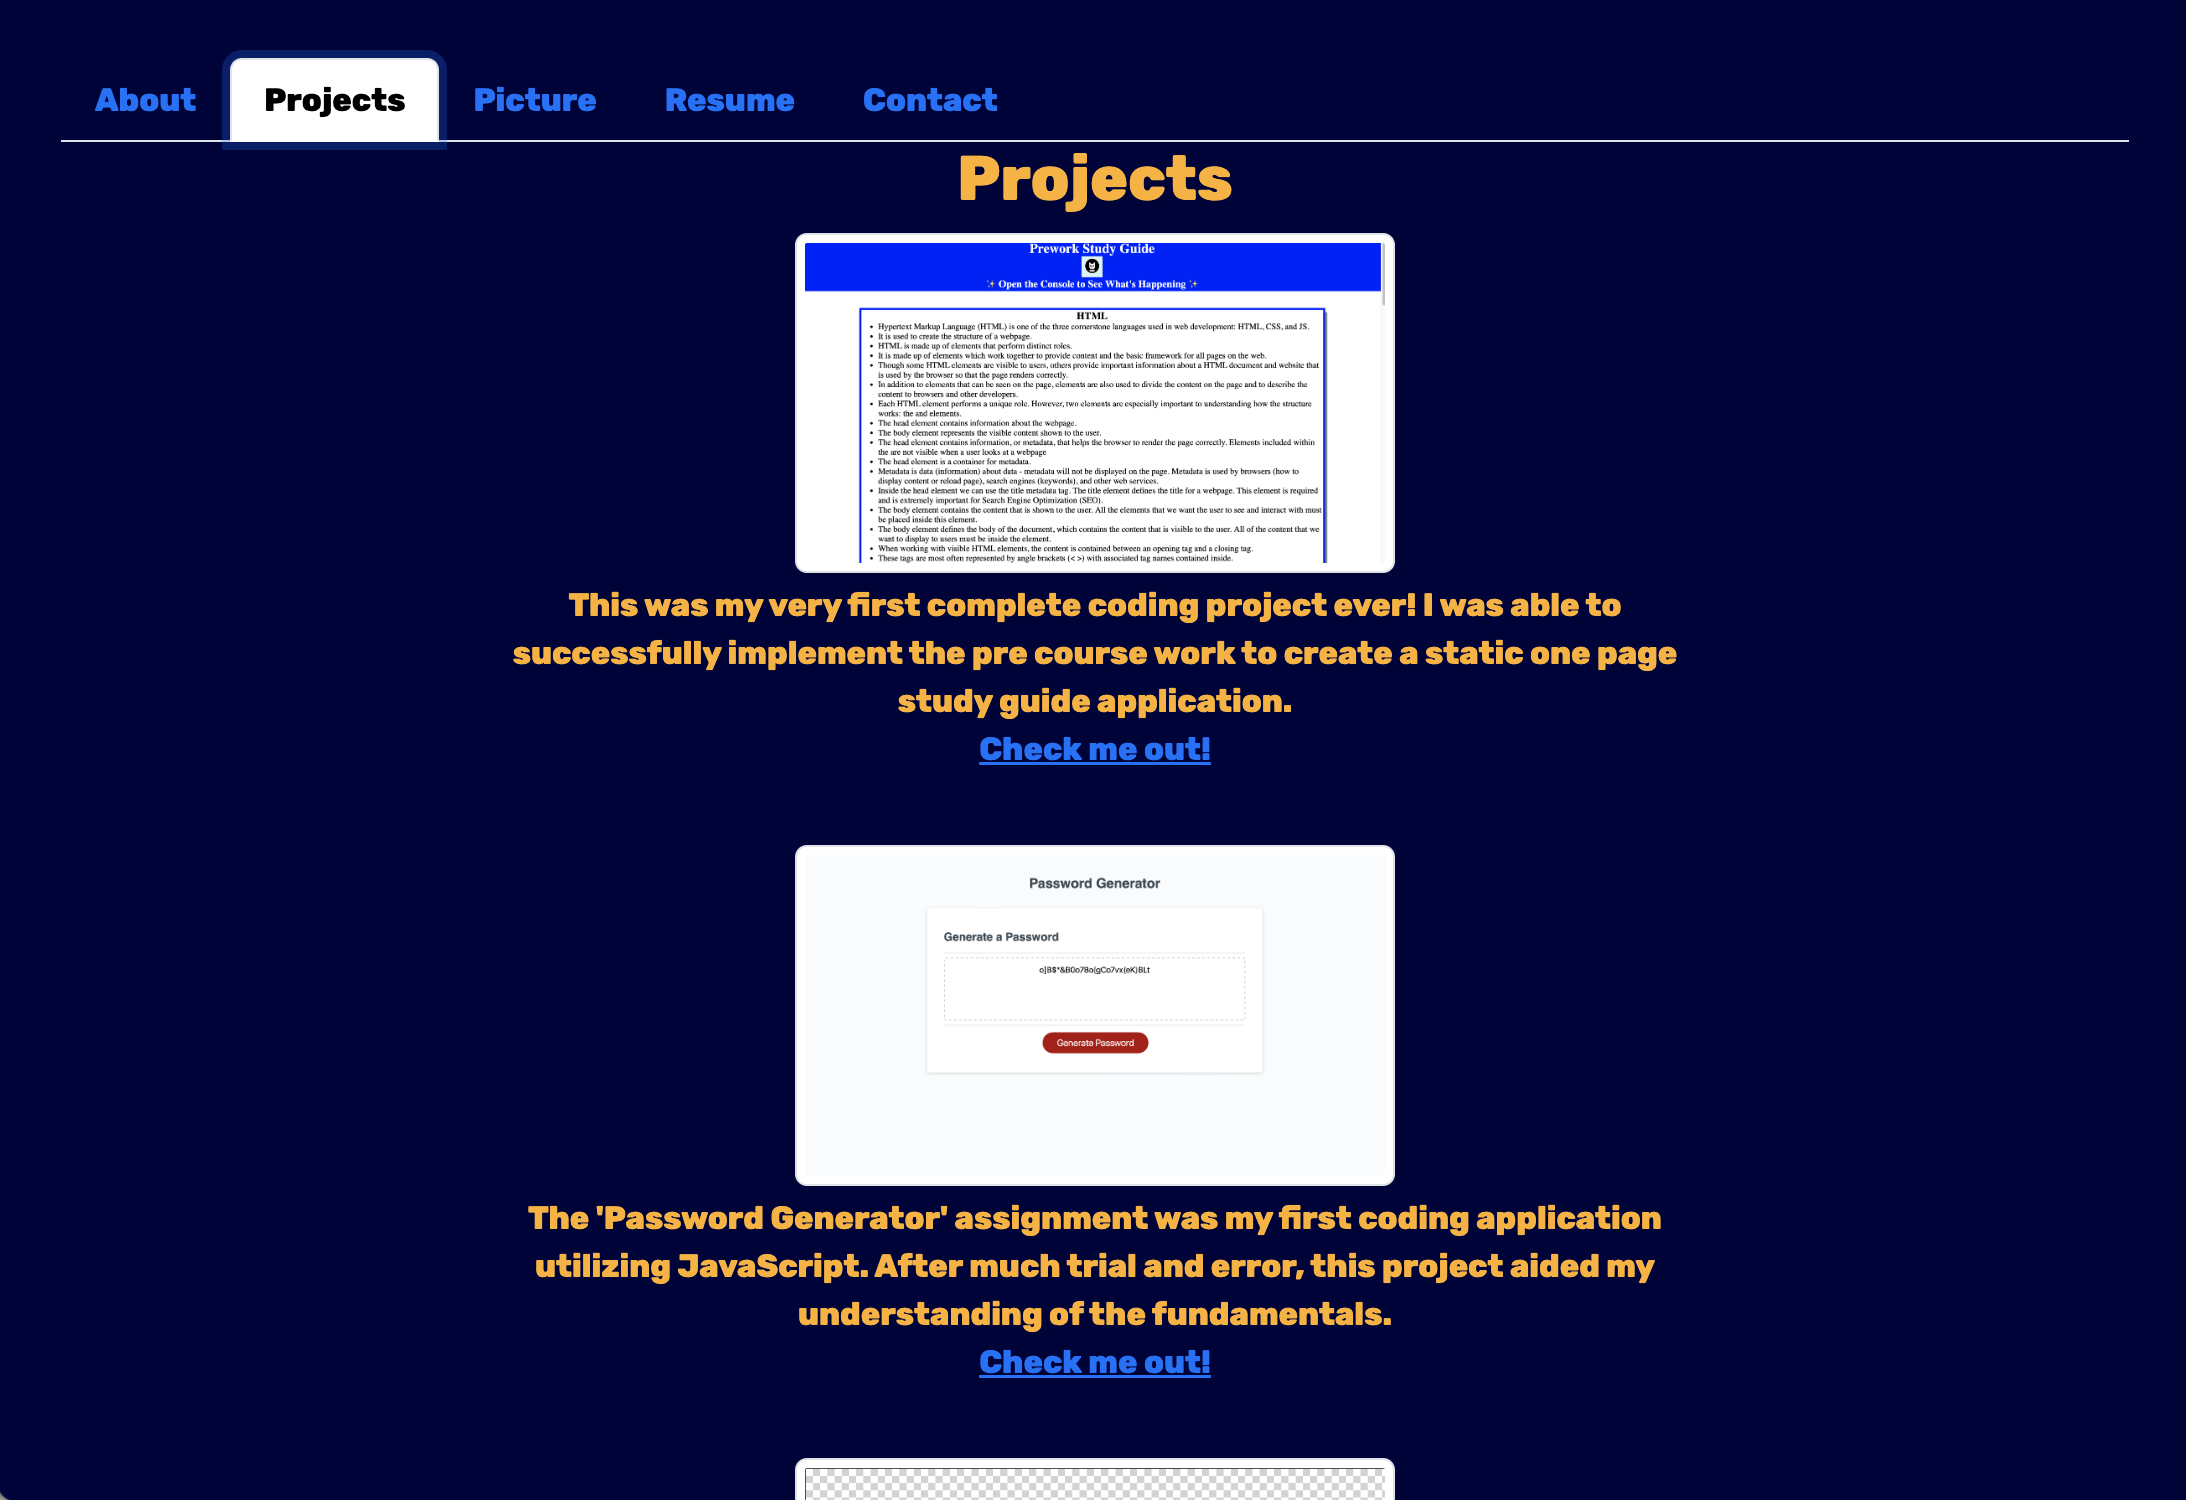 About Projects Picture Resume Contact
Projects
Prework Study Guide
✨ Open the Console to See What's Happening ✨
HTML
• Hypertext Markup Language (HTML) is one of the three cornerstone languages used in web development: HTML, CSS, and JS.
• It is used to create the structure of a webpage.
• HTML is made up of elements that perform distinct roles.
• It is made up of elements which work together to provide content and the basic framework for all pages on the web.
• Though some HTML elements are visible to users, others provide important information about a HTML document and website that
is used by the browser so that the page renders correctly.
• In addition to elements that can be seen on the page, elements are also used to divide the content on the page and to describe the
content to browsers and other developers.
• Each HTML element performs a unique role. However, two elements are especially important to understanding how the structure
works: the and elements.
• The head element contains information about the webpage.
• The body element represents the visible content shown to the user.
• The head element contains information, or metadata, that helps the browser to render the page correctly. Elements included within
the are not visible when a user looks at a webpage
• The head element is a container for metadata.
• Metadata is data (information) about data - metadata will not be displayed on the page. Metadata is used by browsers (how to
display content or reload page), search engines (keywords), and other web services.
• Inside the head element we can use the title metadata tag. The title element defines the title for a webpage. This element is required
and is extremely important for Search Engine Optimization (SEO).
• The body element contains the content that is shown to the user. All the elements that we want the user to see and interact with must
be placed inside this element.
• The body element defines the body of the document, which contains the content that is visible to the user. All of the content that we
want to display to users must be inside the element.
• When working with visible HTML elements, the content is contained between an opening tag and a closing tag.
• These tags are most often represented by angle brackets (< >) with associated tag names contained inside.
This was my very first complete coding project ever! I was able to
successfully implement the pre course work to create a static one page
study guide application.
Check me out!
Password Generator
Generate a Password
Generate Password
The 'Password Generator' assignment was my first coding application
utilizing JavaScript. After much trial and error, this project aided my
understanding of the fundamentals.
Check me out!